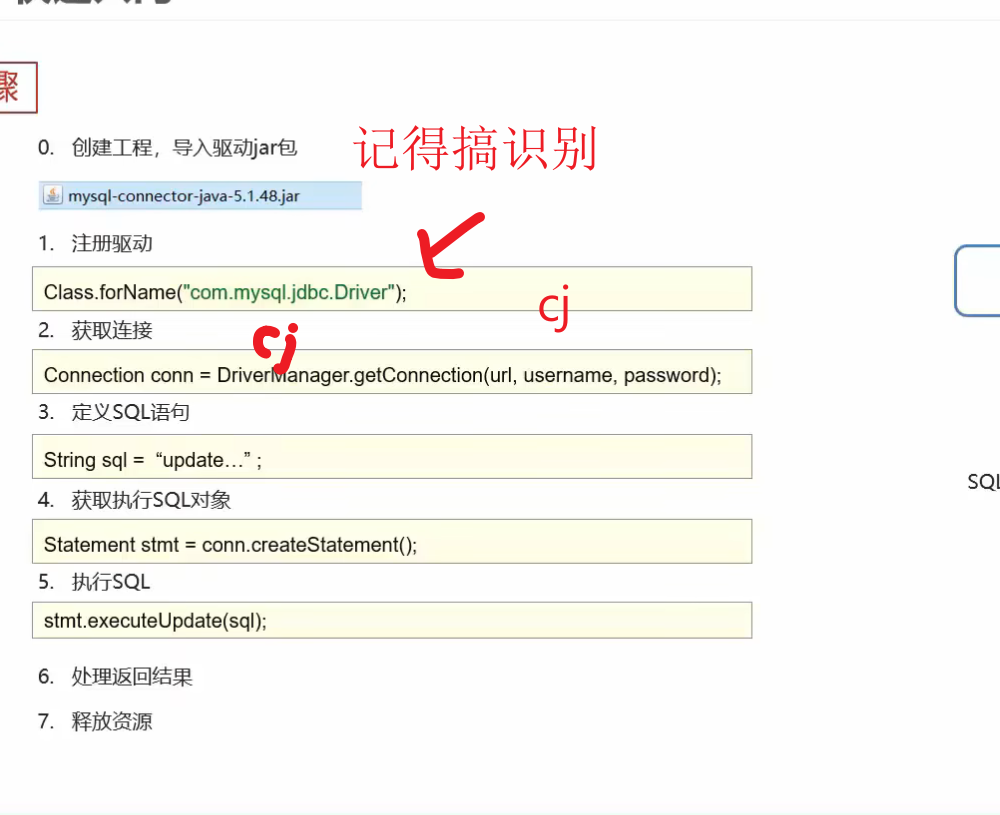 骤
0. 创建工程，导入驱动jar包
记得搞识别
mysql-connector-java-5.1.48.jar
1. 注册驱动
Class.forName("com.mysql.jdbc.Driver");
cj
2. 获取连接
cj
Connection conn = DriverManager.getConnection(url, username, password);
3. 定义SQL语句
String sql = “update…” ;
4. 获取执行SQL对象
SQL
Statement stmt = conn.createStatement();
5. 执行SQL
stmt.executeUpdate(sql);
6. 处理返回结果
7. 释放资源